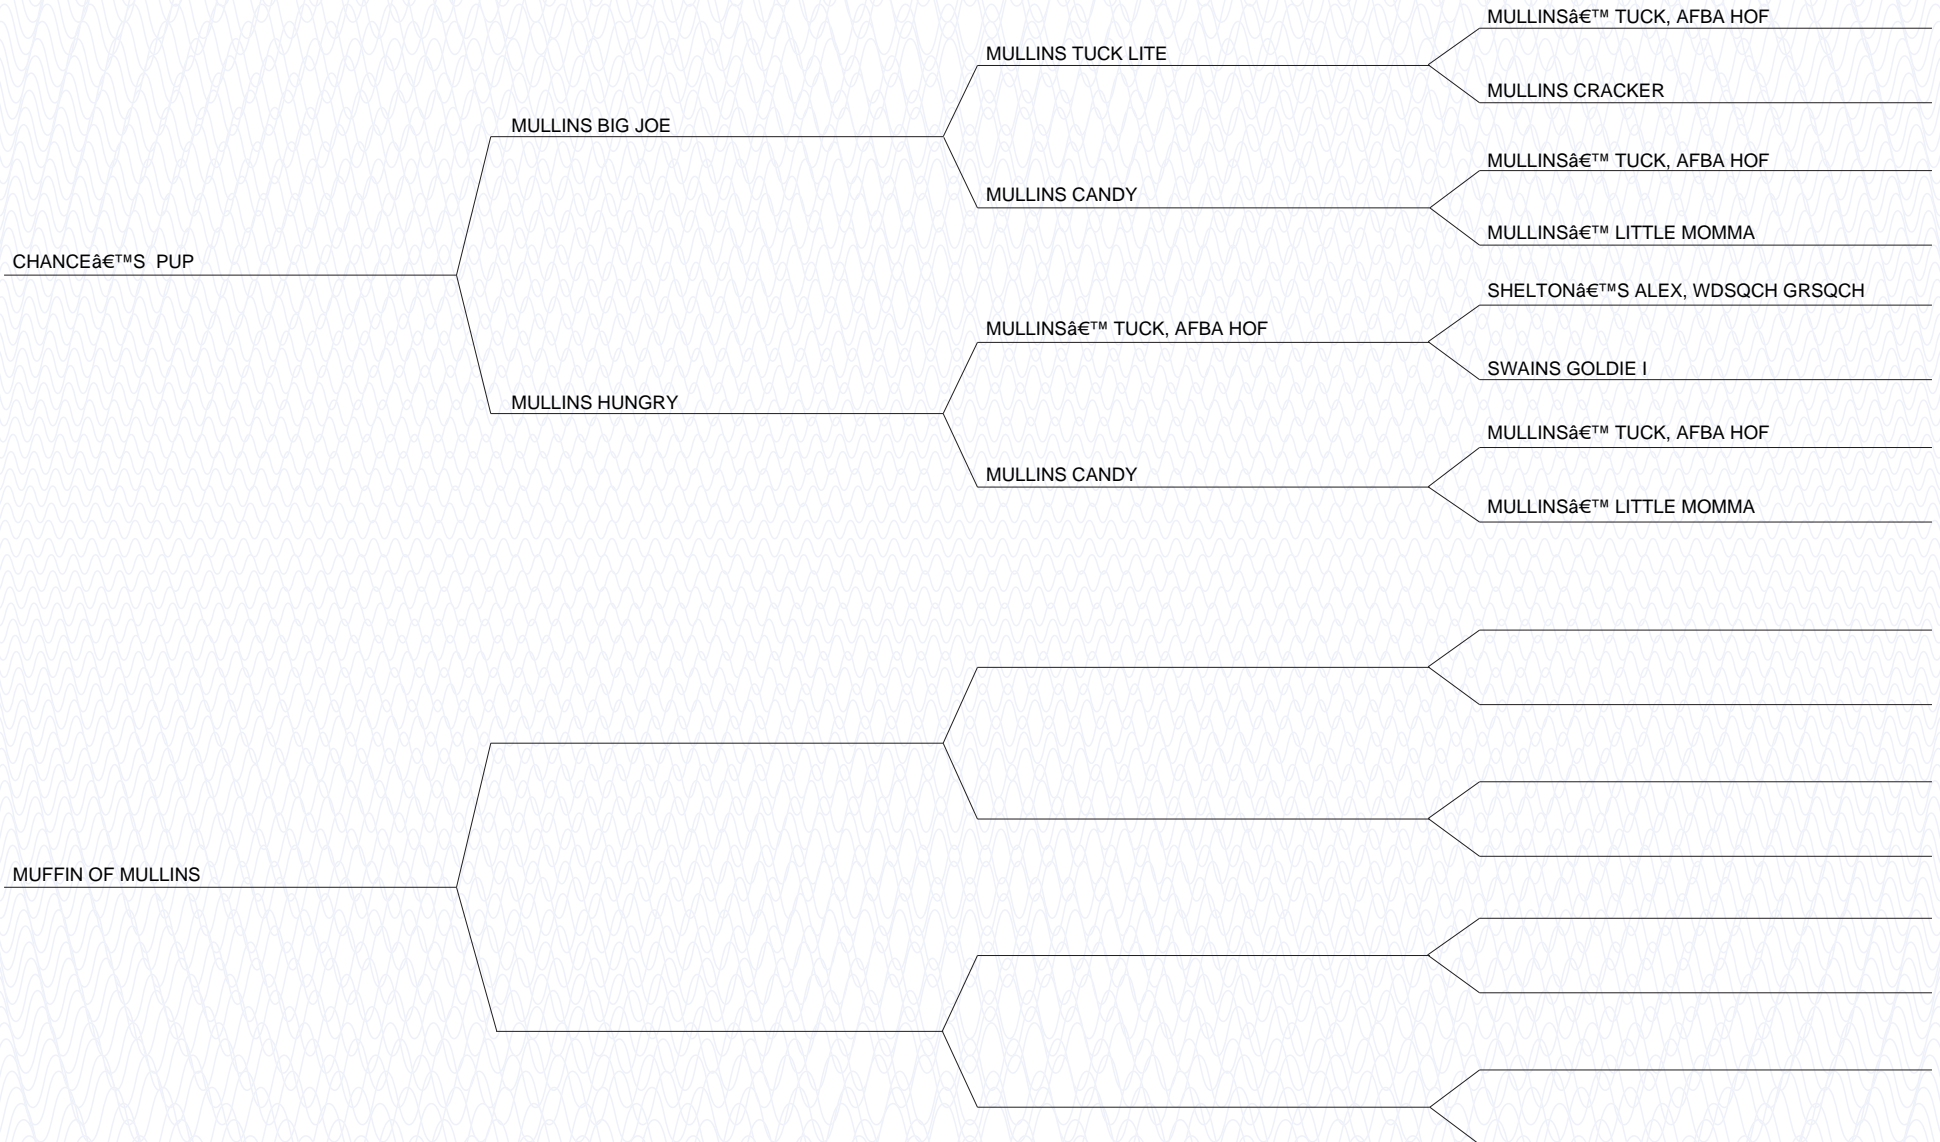 MULLINSâ€™ TUCK, AFBA HOF
MULLINS TUCK LITE
MULLINS CRACKER
MULLINS BIG JOE
MULLINSâ€™ TUCK, AFBA HOF
MULLINS CANDY
MULLINSâ€™ LITTLE MOMMA
CHANCEâ€™S  PUP
SHELTONâ€™S ALEX, WDSQCH GRSQCH
MULLINSâ€™ TUCK, AFBA HOF
SWAINS GOLDIE I
MULLINS HUNGRY
MULLINSâ€™ TUCK, AFBA HOF
MULLINS CANDY
MULLINSâ€™ LITTLE MOMMA
MUFFIN OF MULLINS